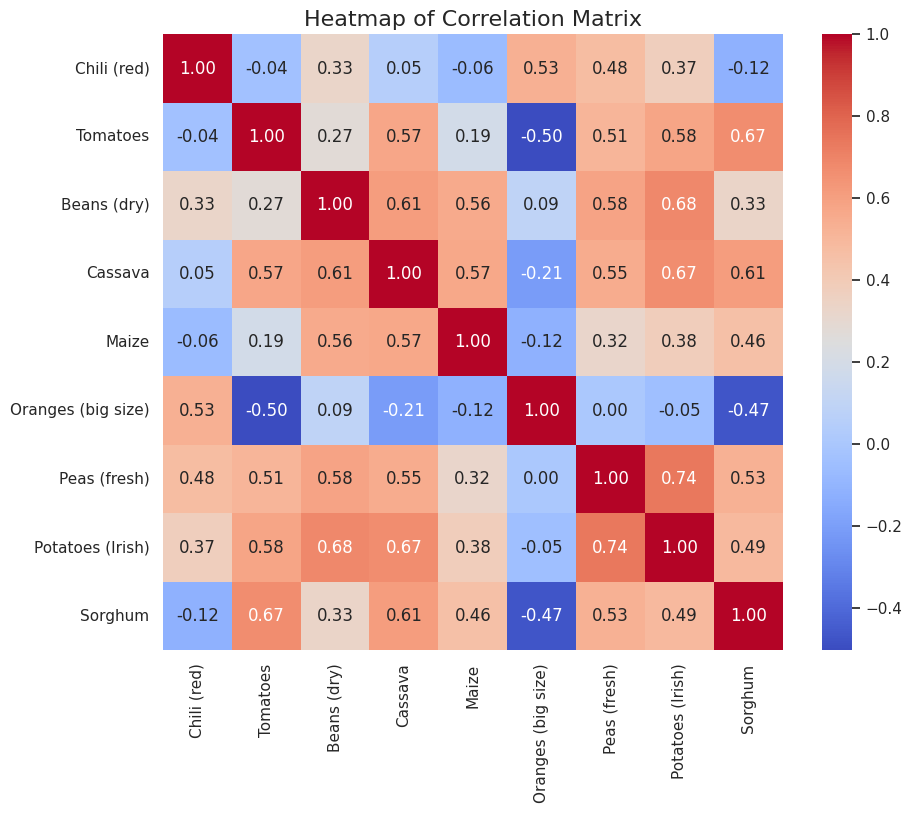 Heatmap of Correlation Matrix
Chili (red) 1.00 -0.04 0.33 0.05 -0.06 0.53 0.48 0.37 -0.12
Tomatoes -0.04 1.00 0.27 0.57 0.19 -0.50 0.51 0.58 0.67
Beans (dry) 0.33 0.27 1.00 0.61 0.56 0.09 0.58 0.68 0.33
Cassava 0.05 0.57 0.61 1.00 0.57 -0.21 0.55 0.67 0.61
Maize -0.06 0.19 0.56 0.57 1.00 -0.12 0.32 0.38 0.46
Oranges (big size) 0.53 -0.50 0.09 -0.21 -0.12 1.00 0.00 -0.05 -0.47
Peas (fresh) 0.48 0.51 0.58 0.55 0.32 0.00 1.00 0.74 0.53
Potatoes (Irish) 0.37 0.58 0.68 0.67 0.38 -0.05 0.74 1.00 0.49
Sorghum -0.12 0.67 0.33 0.61 0.46 -0.47 0.53 0.49 1.00
Chili (red)
Tomatoes
Beans (dry)
Cassava
Maize
Oranges (big size)
Peas (fresh)
Potatoes (Irish)
Sorghum
1.0
0.8
0.6
0.4
0.2
0.0
−0.2
−0.4